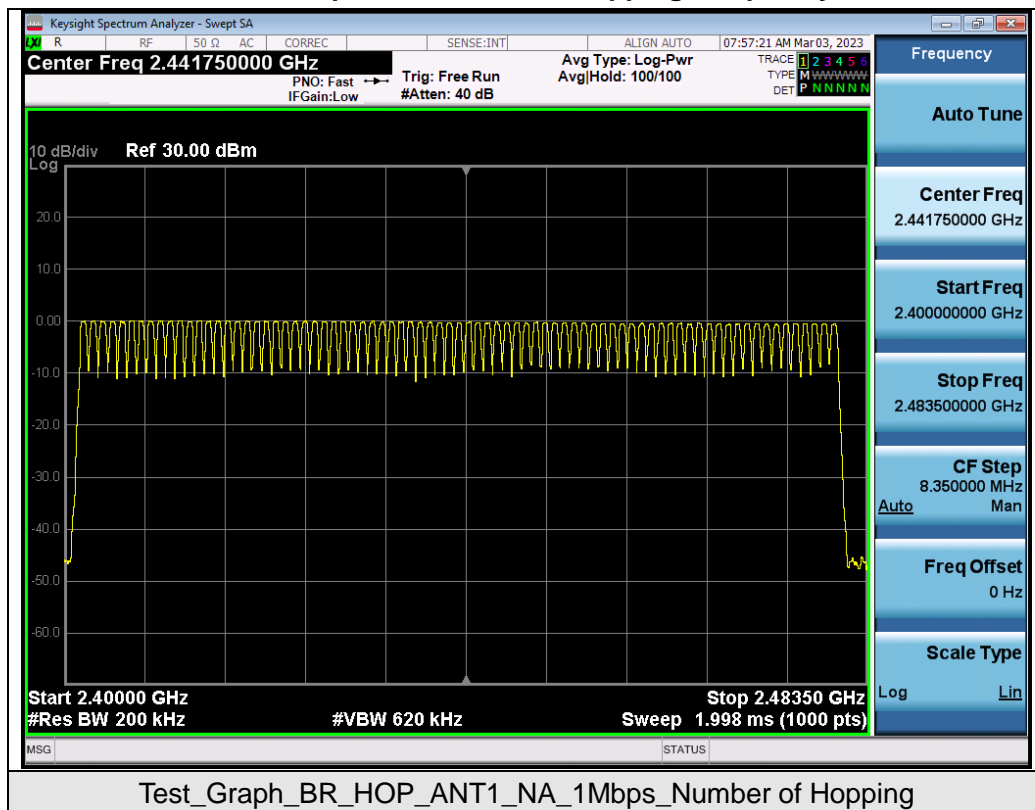 Keysight Spectrum Analyzer - Swept SA
LXI R RF 50 Ω AC CORREC SENSE:INT ALIGN AUTO 07:57:21 AM Mar 03, 2023
Center Freq 2.441750000 GHz
PNO: Fast
IFGain:Low
Trig: Free Run
#Atten: 40 dB
Avg Type: Log-Pwr
Avg|Hold: 100/100
TRACE 1 2 3 4 5 6
TYPE M WWWWW
DET P N N N N N
10 dB/div Ref 30.00 dBm
Log
20.0
10.0
0.00
-10.0
-20.0
-30.0
-40.0
-50.0
-60.0
Start 2.40000 GHz Stop 2.48350 GHz
#Res BW 200 kHz #VBW 620 kHz Sweep 1.998 ms (1000 pts)
MSG STATUS
Frequency
Auto Tune
Center Freq
2.441750000 GHz
Start Freq
2.400000000 GHz
Stop Freq
2.483500000 GHz
CF Step
8.350000 MHz
Auto Man
Freq Offset
0 Hz
Scale Type
Log Lin
Test_Graph_BR_HOP_ANT1_NA_1Mbps_Number of Hopping